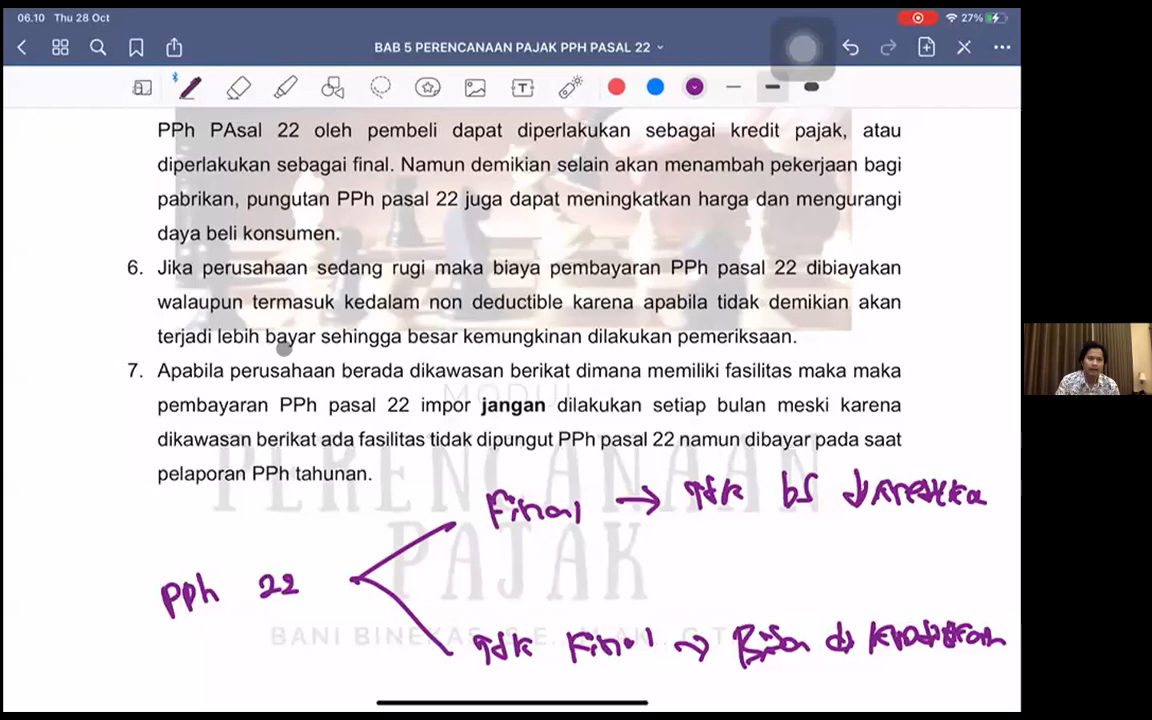 06.10 Thu 28 Oct
27%
BAB 5 PERENCANAAN PAJAK PPH PASAL 22
PPh PAsal 22 oleh pembeli dapat diperlakukan sebagai kredit pajak, atau
diperlakukan sebagai final. Namun demikian selain akan menambah pekerjaan bagi
pabrikan, pungutan PPh pasal 22 juga dapat meningkatkan harga dan mengurangi
daya beli konsumen.
6. Jika perusahaan sedang rugi maka biaya pembayaran PPh pasal 22 dibiayakan
walaupun termasuk kedalam non deductible karena apabila tidak demikian akan
terjadi lebih bayar sehingga besar kemungkinan dilakukan pemeriksaan.
7. Apabila perusahaan berada dikawasan berikat dimana memiliki fasilitas maka maka
pembayaran PPh pasal 22 impor jangan dilakukan setiap bulan meski karena
dikawasan berikat ada fasilitas tidak dipungut PPh pasal 22 namun dibayar pada saat
pelaporan PPh tahunan.
MODUL
PERENCANAAN
PAJAK
Final → Tdk bs
PPh 22
Tdk Final → Bisa di
BANI BINEKAS, S.E.